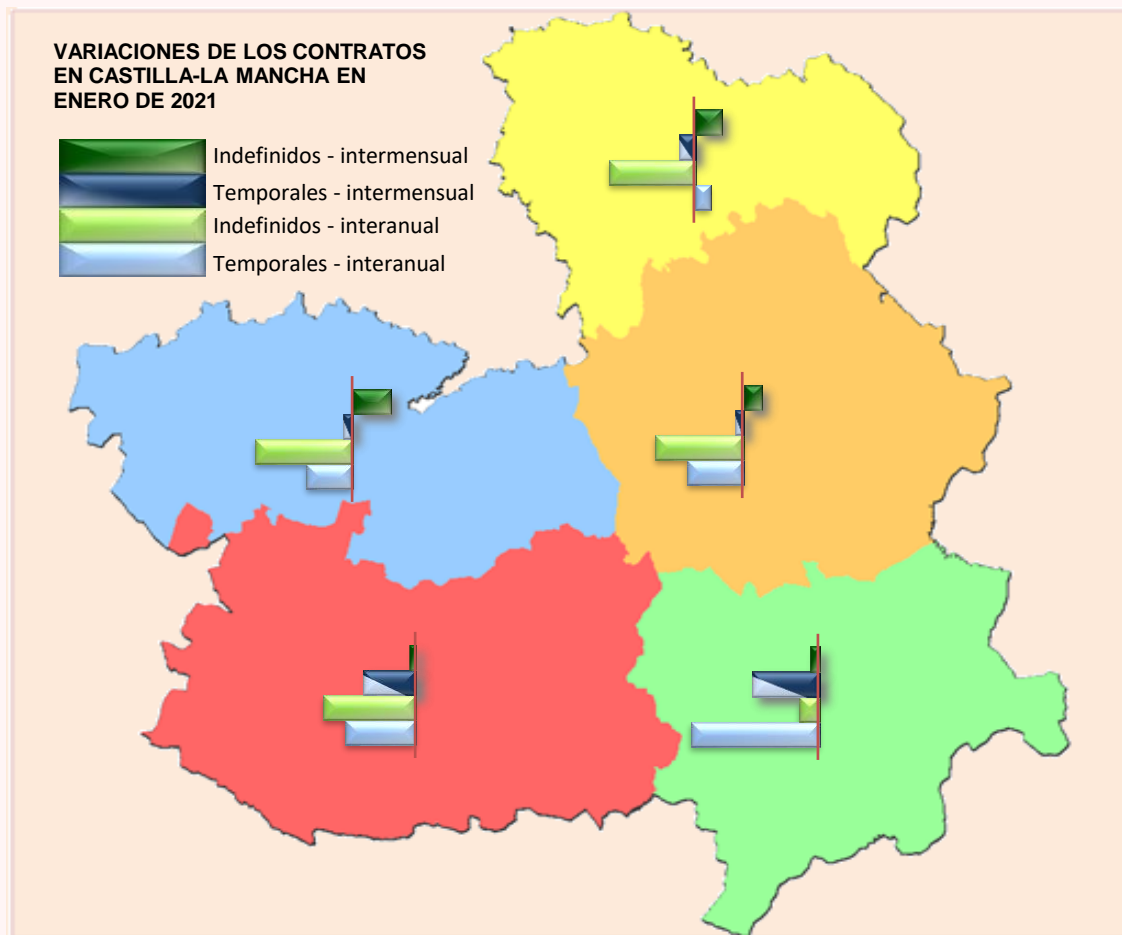 VARIACIONES DE LOS CONTRATOS
EN CASTILLA-LA MANCHA EN
ENERO DE 2021
Indefinidos - intermensual
Temporales - intermensual
Indefinidos - interanual
Temporales - interanual